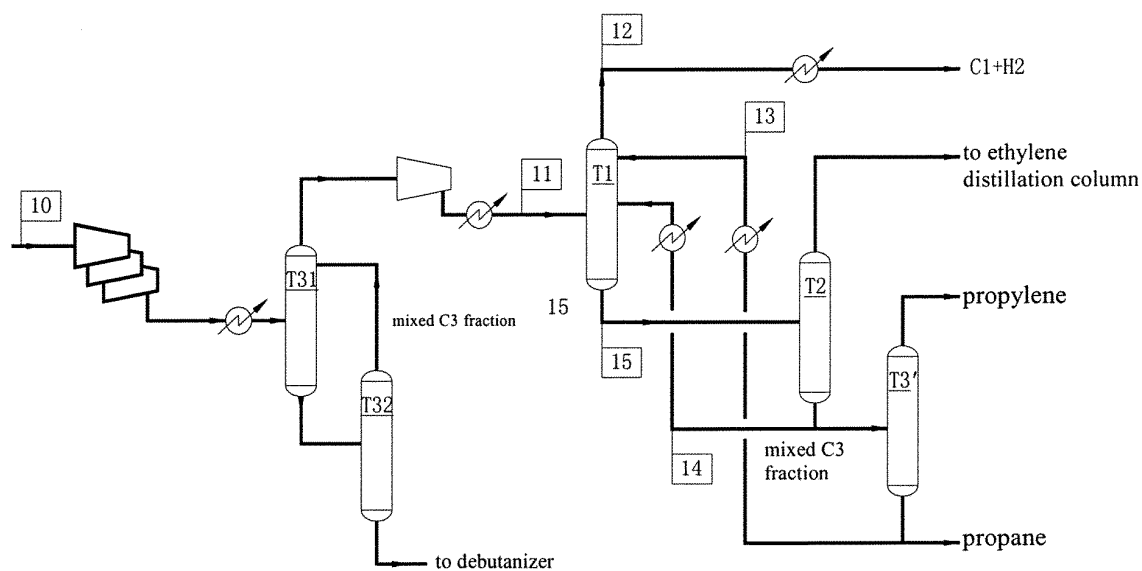 12
C1+H2
13
to ethylene
distillation column
T1
11
10
T31
T2
propylene
15
mixed C3 fraction
15
T3′
T32
mixed C3
fraction
14
propane
to debutanizer